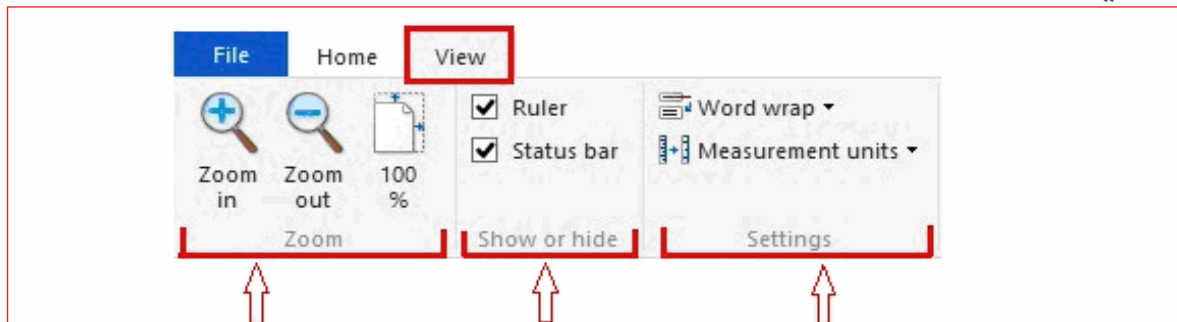 File Home View
Ruler Word wrap
Status bar Measurement units
Zoom in Zoom out 100 %
Zoom Show or hide Settings